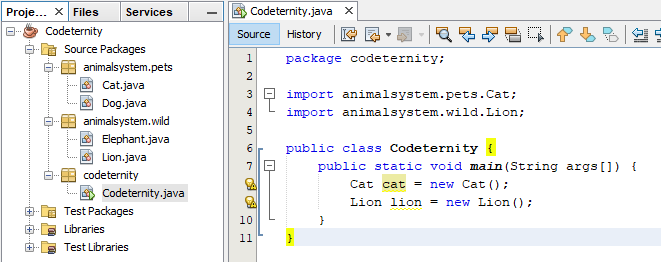 Proje... Files Services
Codeternity
Source Packages
animalsystem.pets
Cat.java
Dog.java
animalsystem.wild
Elephant.java
Lion.java
codeternity
Codeternity.java
Test Packages
Libraries
Test Libraries
Codeternity.java
Source History
1 package codeternity;
2
3 import animalsystem.pets.Cat;
4 import animalsystem.wild.Lion;
5
6 public class Codeternity {
7 public static void main(String args[]) {
Cat cat = new Cat();
Lion lion = new Lion();
10 }
11 }